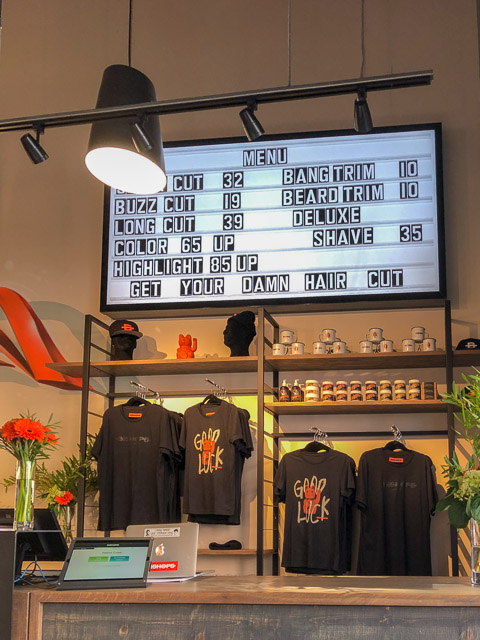 MENU
CUT 32 BANG TRIM 10
BUZZ CUT 19 BEARD TRIM 10
LONG CUT 39 DELUXE
COLOR 65 UP SHAVE 35
HIGHLIGHT 85 UP
GET YOUR DAMN HAIR CUT
GOOD
LUCK
GOOD
LUCK